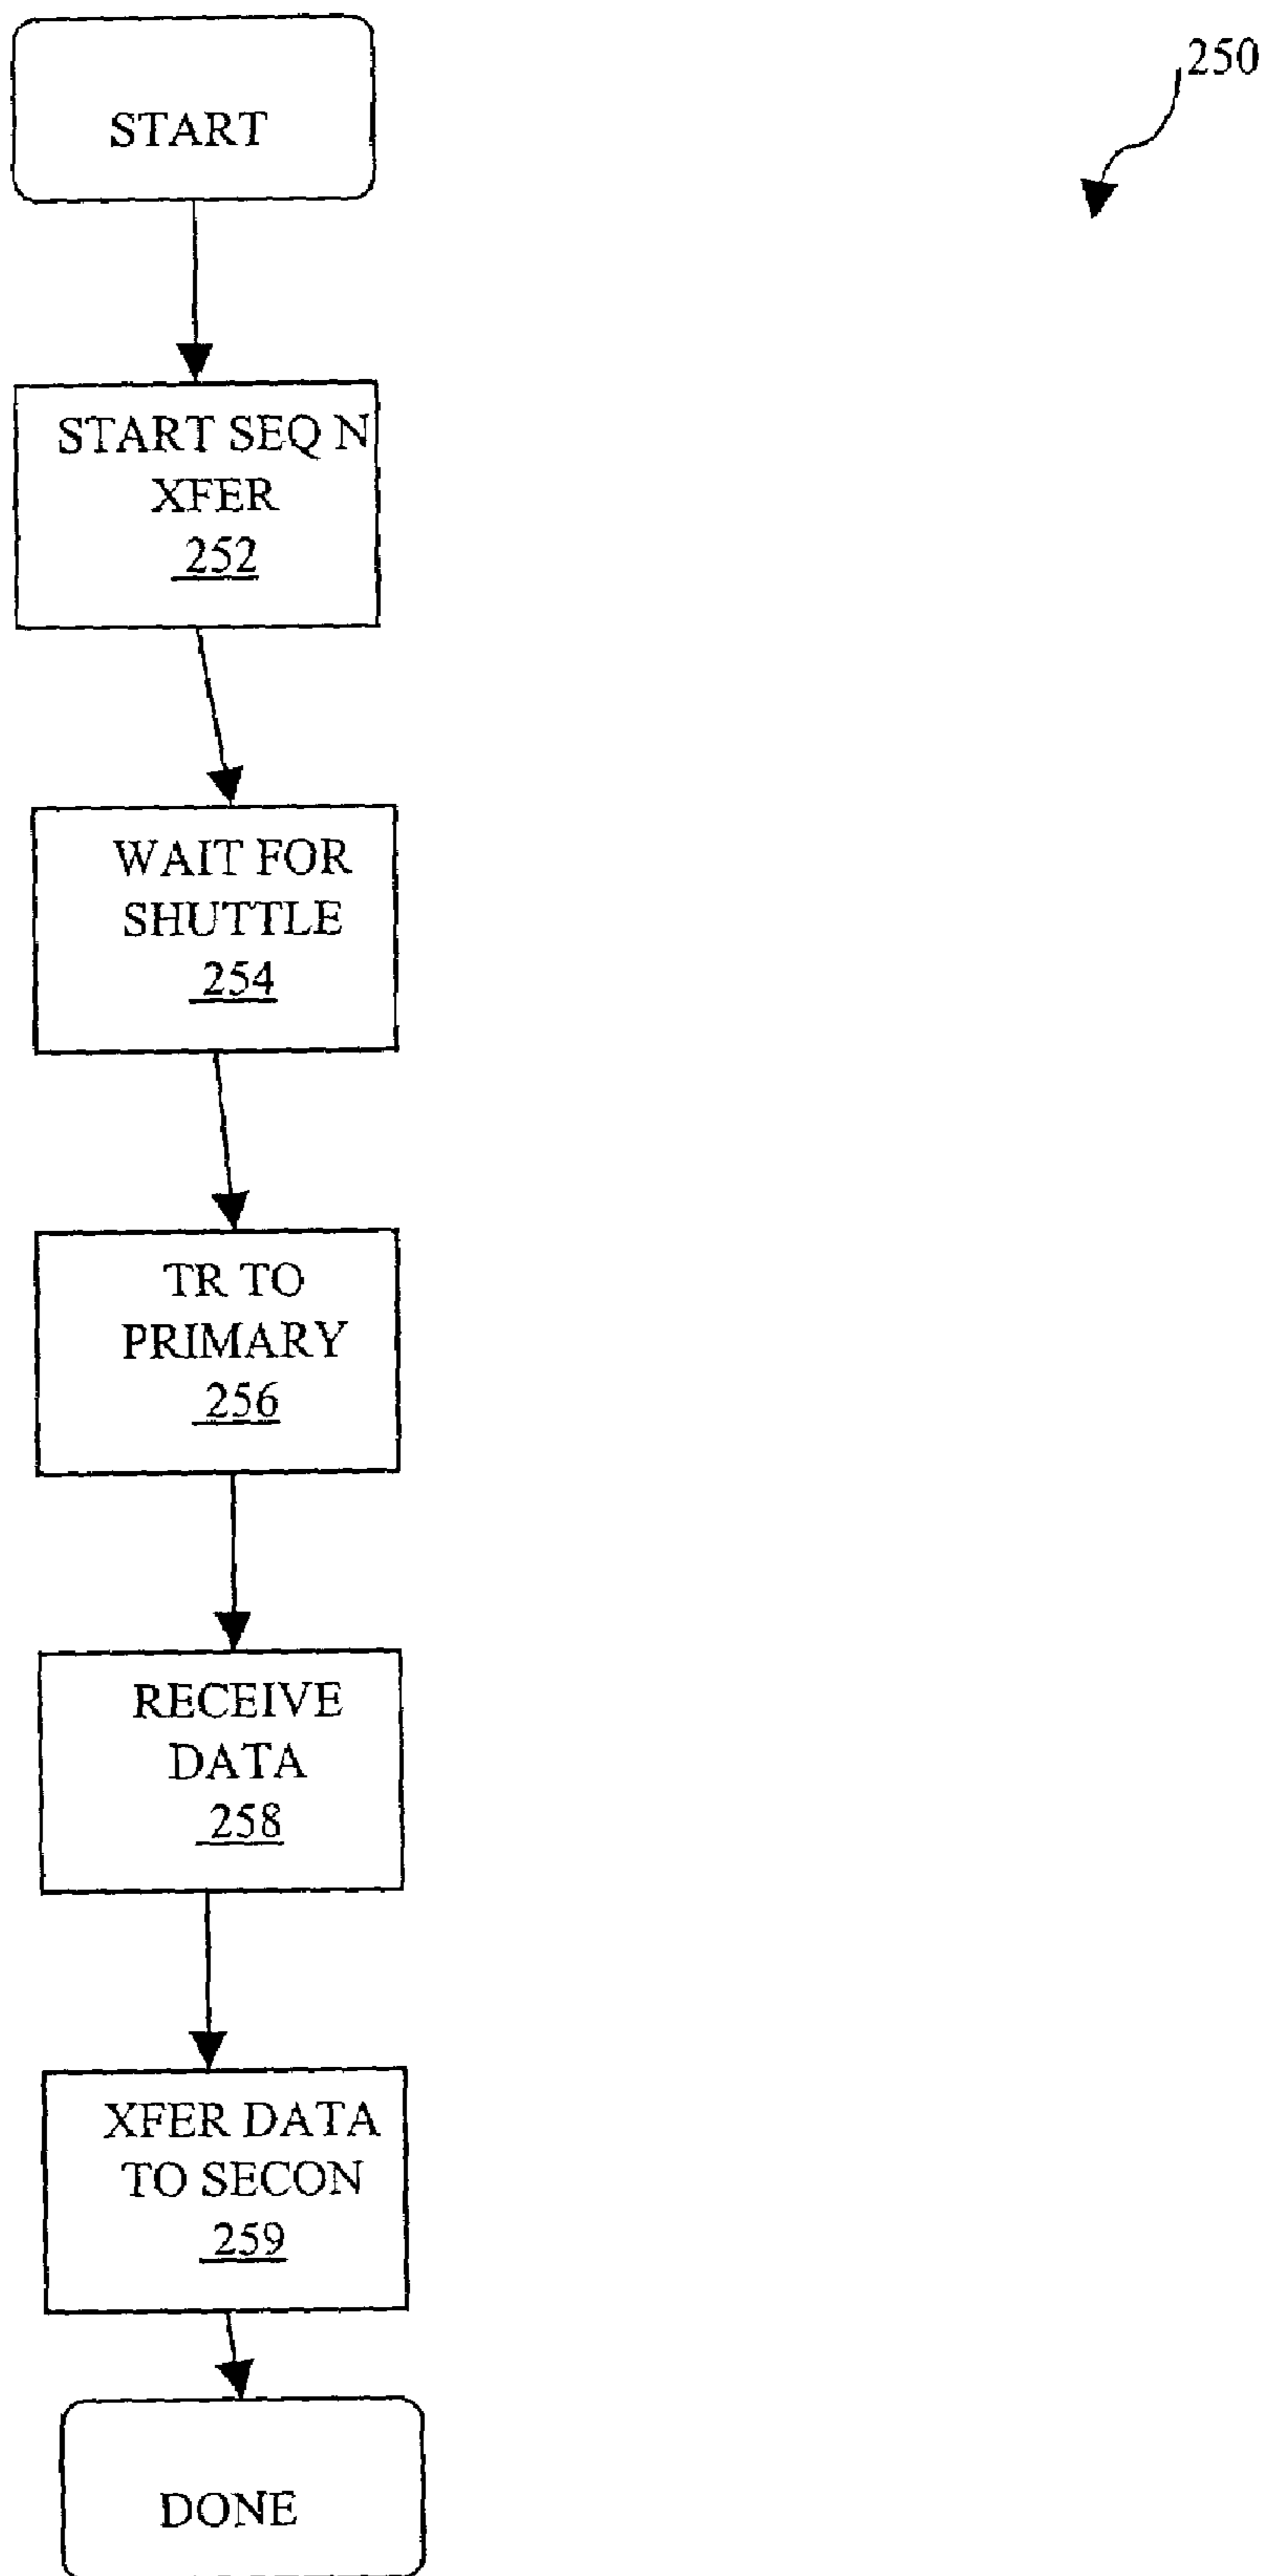 250
START
START SEQ N
XFER
252
WAIT FOR
SHUTTLE
254
TR TO
PRIMARY
256
RECEIVE
DATA
258
XFER DATA
TO SECON
259
DONE